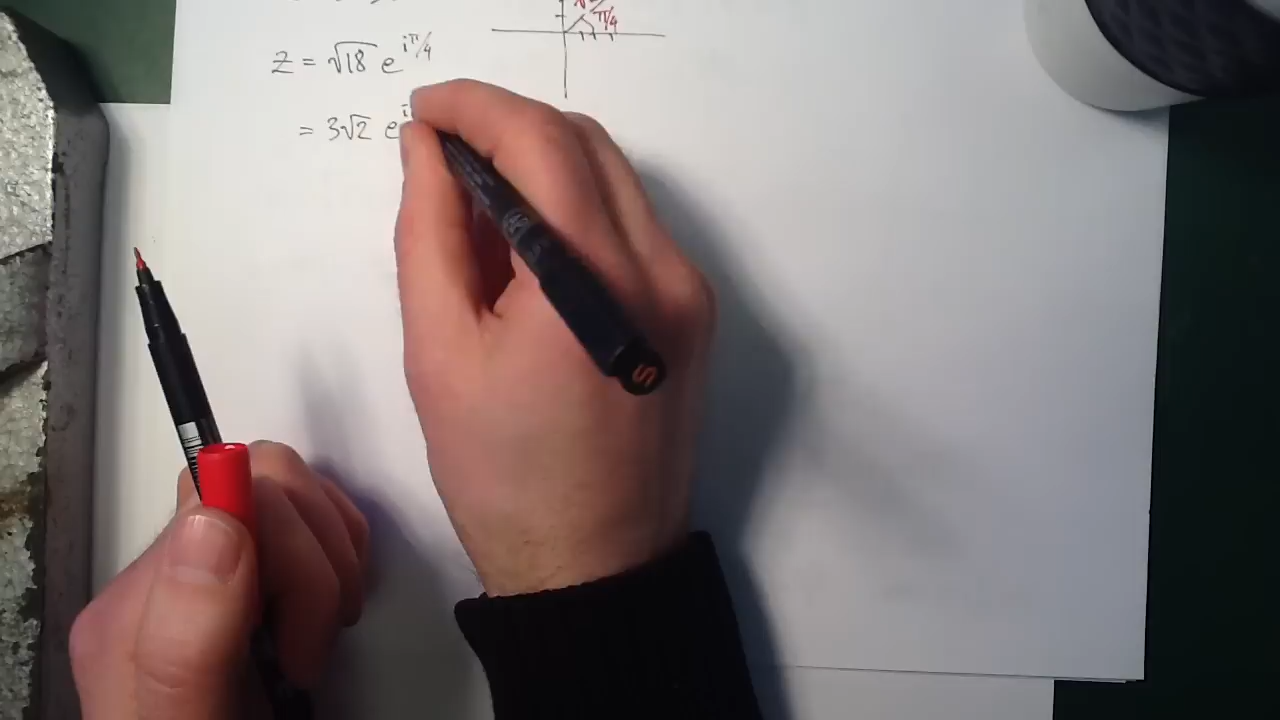 π/4
z = √18 e^{iπ/4}
= 3√2 e^{i
S